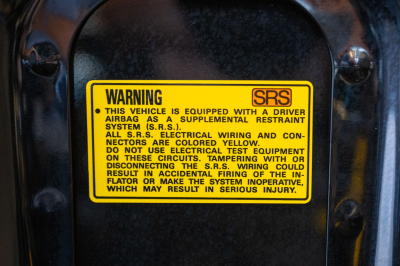 WARNING SRS
• THIS VEHICLE IS EQUIPPED WITH A DRIVER
AIRBAG AS A SUPPLEMENTAL RESTRAINT
SYSTEM (S.R.S.).
ALL S.R.S. ELECTRICAL WIRING AND CON-
NECTORS ARE COLORED YELLOW.
DO NOT USE ELECTRICAL TEST EQUIPMENT
ON THESE CIRCUITS. TAMPERING WITH OR
DISCONNECTING THE S.R.S. WIRING COULD
RESULT IN ACCIDENTAL FIRING OF THE IN-
FLATOR OR MAKE THE SYSTEM INOPERATIVE,
WHICH MAY RESULT IN SERIOUS INJURY.